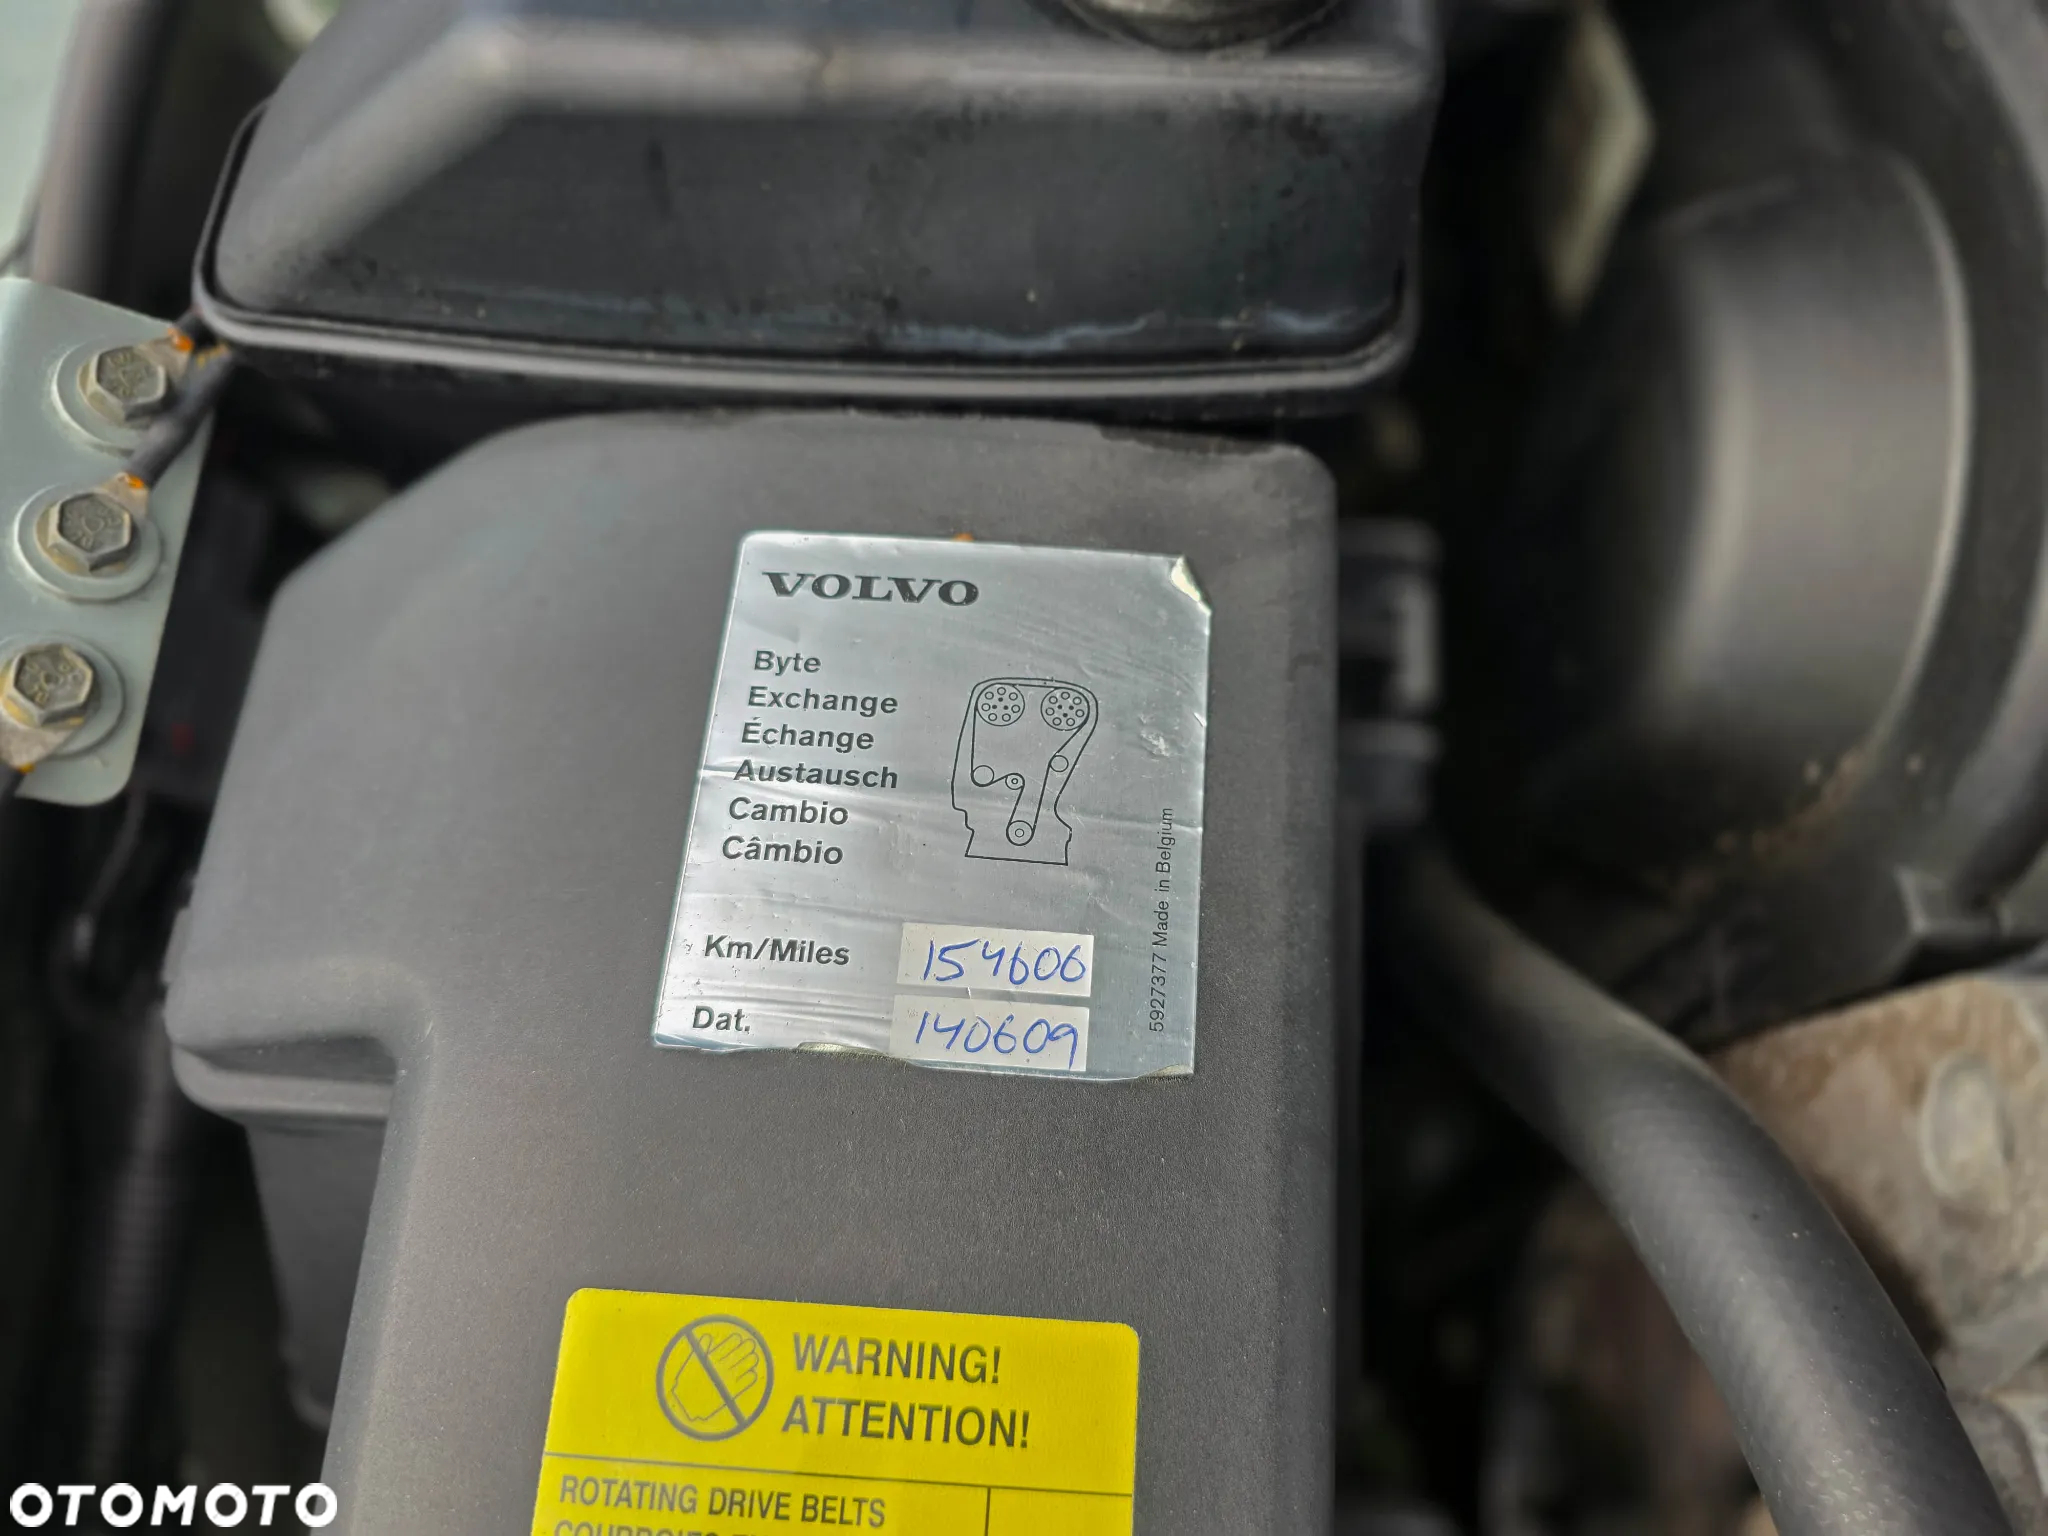 VOLVO
Byte
Exchange
Échange
Austausch
Cambio
Câmbio
Km/Miles 154606
Dat. 140609
5927377 Made in Belgium
WARNING!
ATTENTION!
ROTATING DRIVE BELTS
OTOMOTO